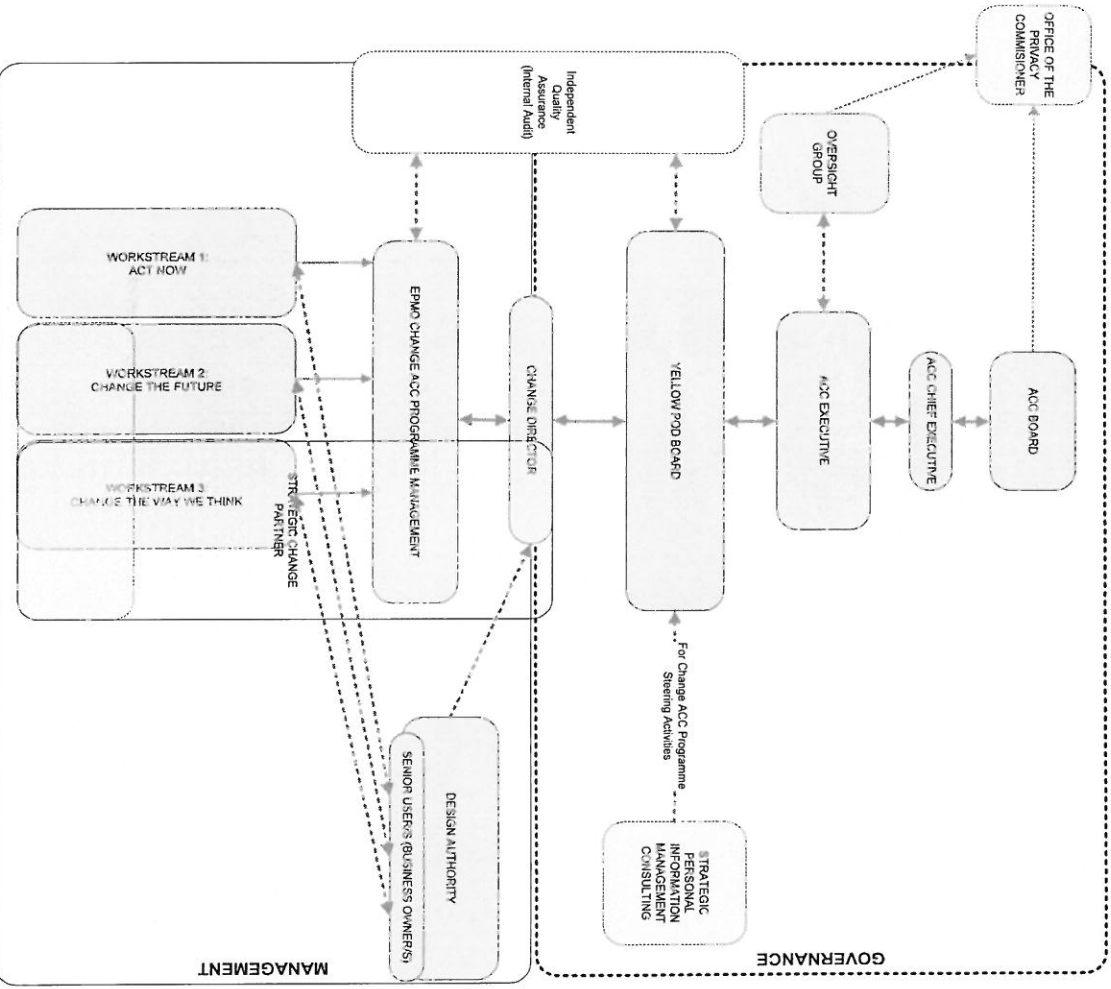 OFFICE OF THE
PRIVACY
COMMISIONER
ACC BOARD
ACC CHIEF EXECUTIVE
OVERSIGHT
GROUP
ACC EXECUTIVE
Independent
Quality
Assurance
(Internal Audit)
YELLOW POD BOARD
For Change ACC Programme
Steering Activities
STRATEGIC
PERSONAL
INFORMATION
MANAGEMENT
CONSULTING
GOVERNANCE
CHANGE DIRECTOR
EPMO CHANGE ACC PROGRAMME MANAGEMENT
DESIGN AUTHORITY
SENIOR USER/S (BUSINESS OWNER/S)
WORKSTREAM 1:
ACT NOW
WORKSTREAM 2:
CHANGE THE FUTURE
WORKSTREAM 3:
CHANGE THE WAY WE THINK
STRATEGIC CHANGE
PARTNER
MANAGEMENT